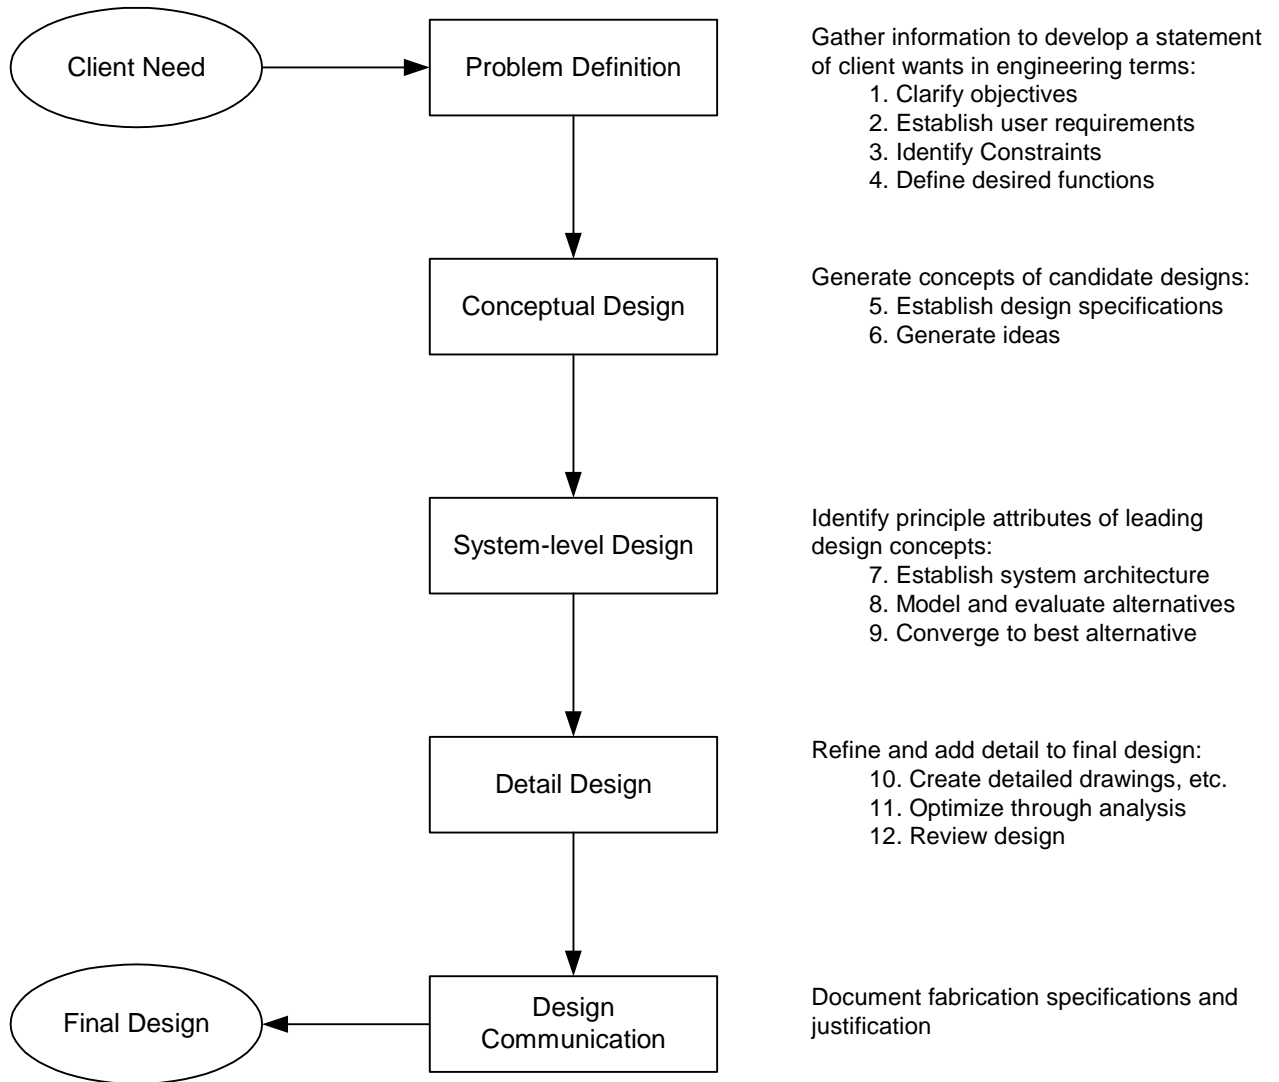 Client Need
Problem Definition
Gather information to develop a statement
of client wants in engineering terms:
1. Clarify objectives
2. Establish user requirements
3. Identify Constraints
4. Define desired functions
Conceptual Design
Generate concepts of candidate designs:
5. Establish design specifications
6. Generate ideas
System-level Design
Identify principle attributes of leading
design concepts:
7. Establish system architecture
8. Model and evaluate alternatives
9. Converge to best alternative
Detail Design
Refine and add detail to final design:
10. Create detailed drawings, etc.
11. Optimize through analysis
12. Review design
Final Design
Design
Communication
Document fabrication specifications and
justification